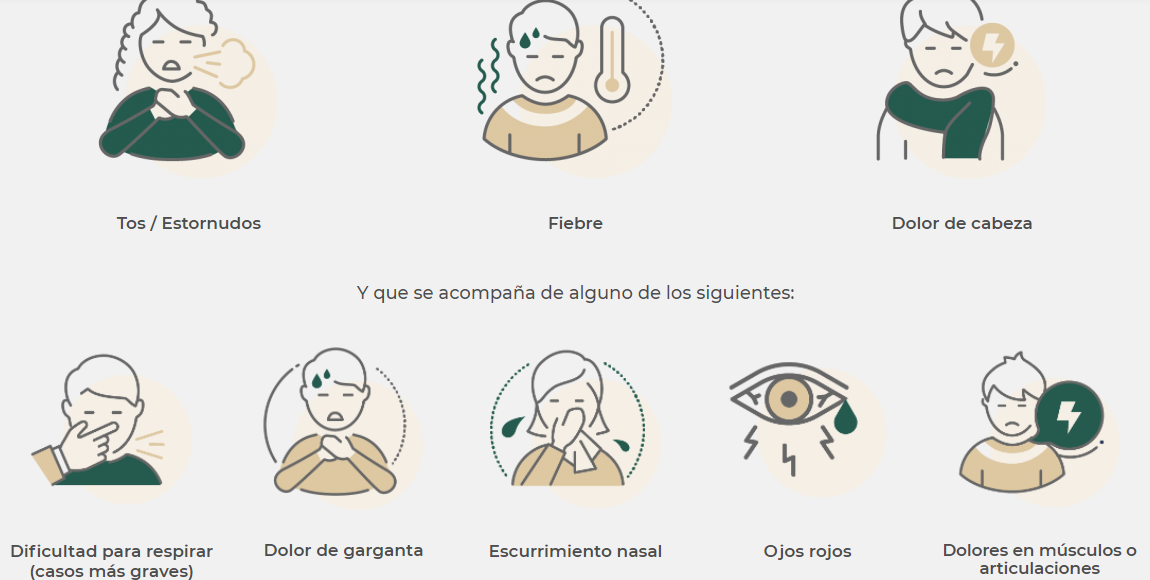 Tos / Estornudos
Fiebre
Dolor de cabeza
Y que se acompaña de alguno de los siguientes:
Dificultad para respirar
(casos más graves)
Dolor de garganta
Escurrimiento nasal
Ojos rojos
Dolores en músculos o
articulaciones